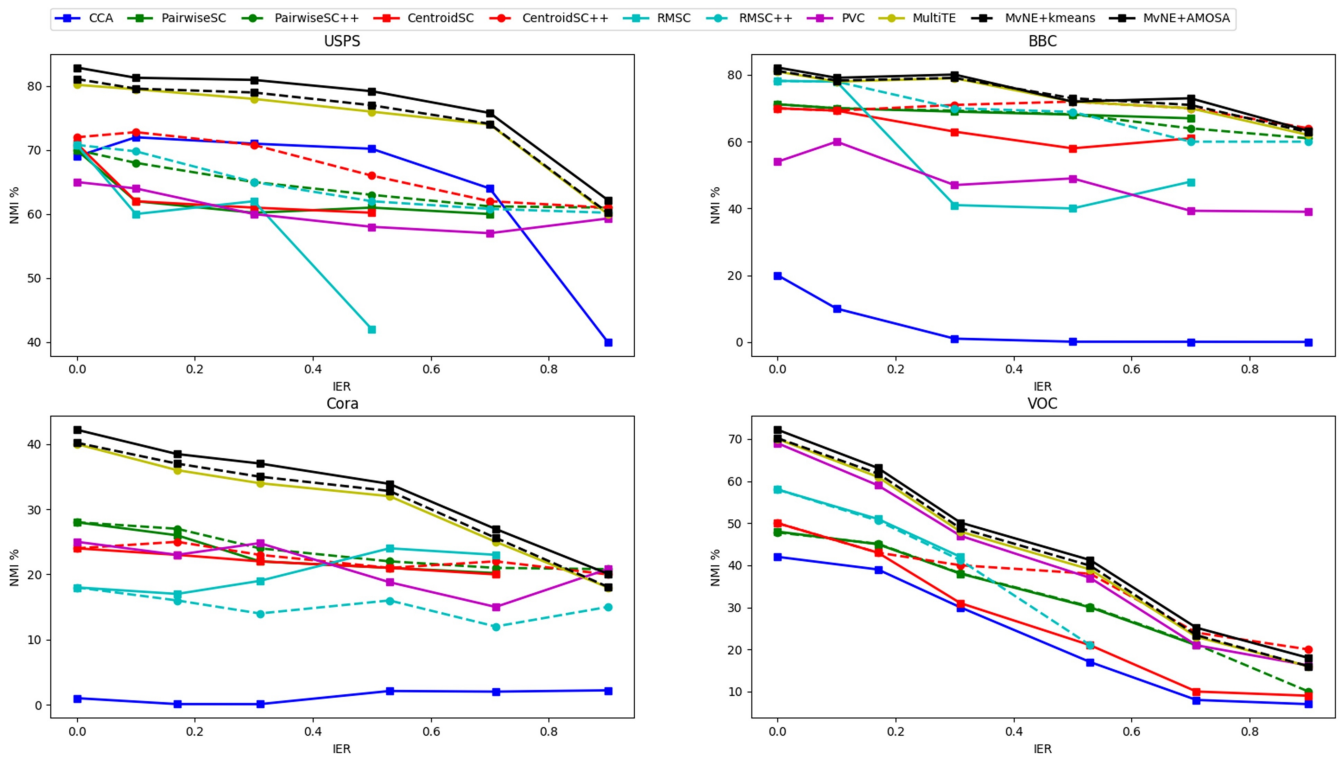 CCA PairwiseSC PairwiseSC++ CentroidSC CentroidSC++ RMSC RMSC++ PVC MultiTE MvNE+kmeans MvNE+AMOSA
USPS
NMI %
80
70
60
50
40
0.0 0.2 0.4 0.6 0.8
IER
BBC
NMI %
80
60
40
20
0
0.0 0.2 0.4 0.6 0.8
IER
Cora
NMI %
40
30
20
10
0
0.0 0.2 0.4 0.6 0.8
IER
VOC
NMI %
70
60
50
40
30
20
10
0.0 0.2 0.4 0.6 0.8
IER